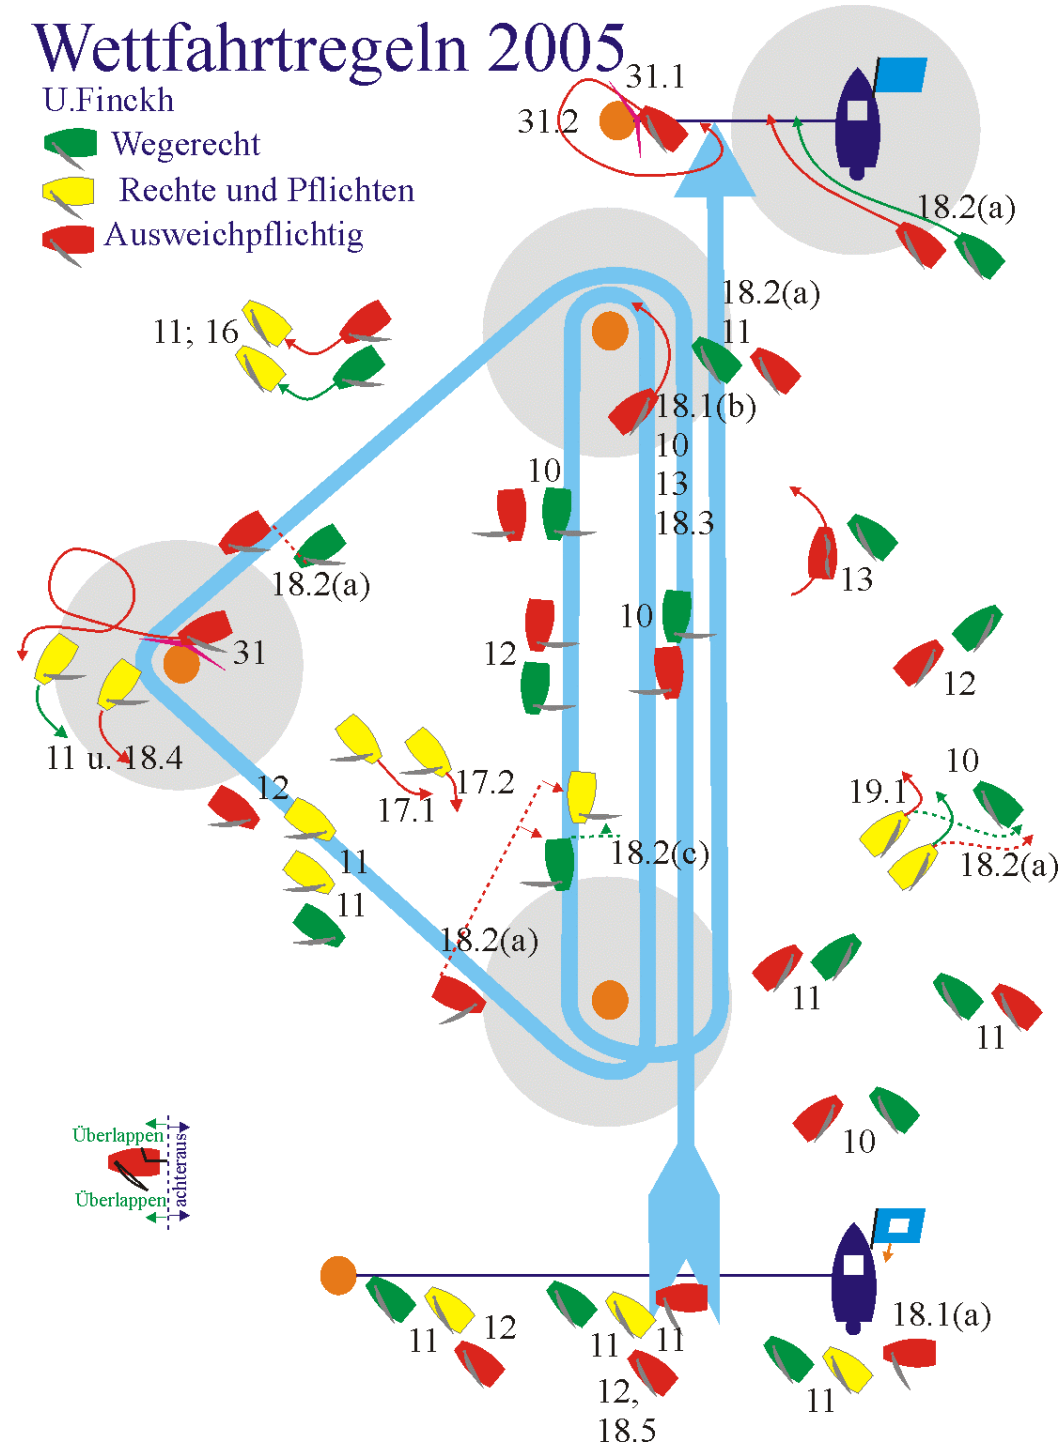 Wettfahrtregeln 2005
U.Finckh
Wegerecht
Rechte und Pflichten
Ausweichpflichtig
31.1
31.2
18.2(a)
18.2(a)
11
11; 16
18.1(b)
10
13
18.3
10
18.2(a)
13
10
12
31
12
11 u. 18.4
17.1
17.2
12
11
11
18.2(c)
19.1
10
18.2(a)
18.2(a)
11
11
10
Überlappen
achteraus
Überlappen
11
12
11
11
12,
18.5
18.1(a)
11